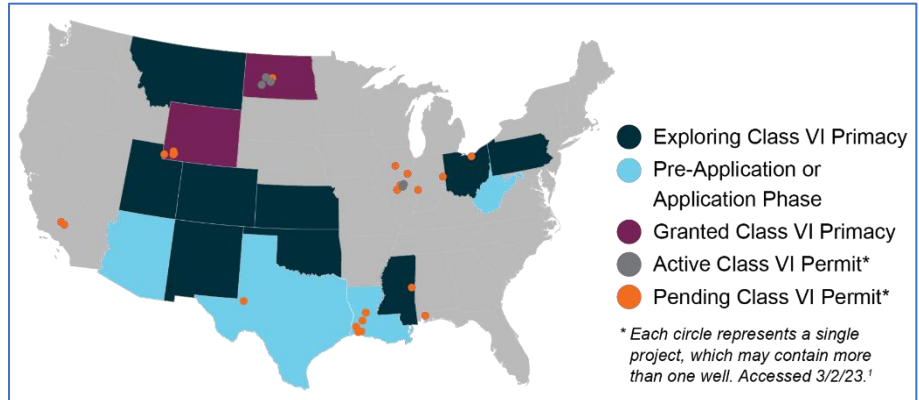 Exploring Class VI Primacy
Pre-Application or
Application Phase
Granted Class VI Primacy
Active Class VI Permit*
Pending Class VI Permit*
* Each circle represents a single
project, which may contain more
than one well. Accessed 3/2/23.¹